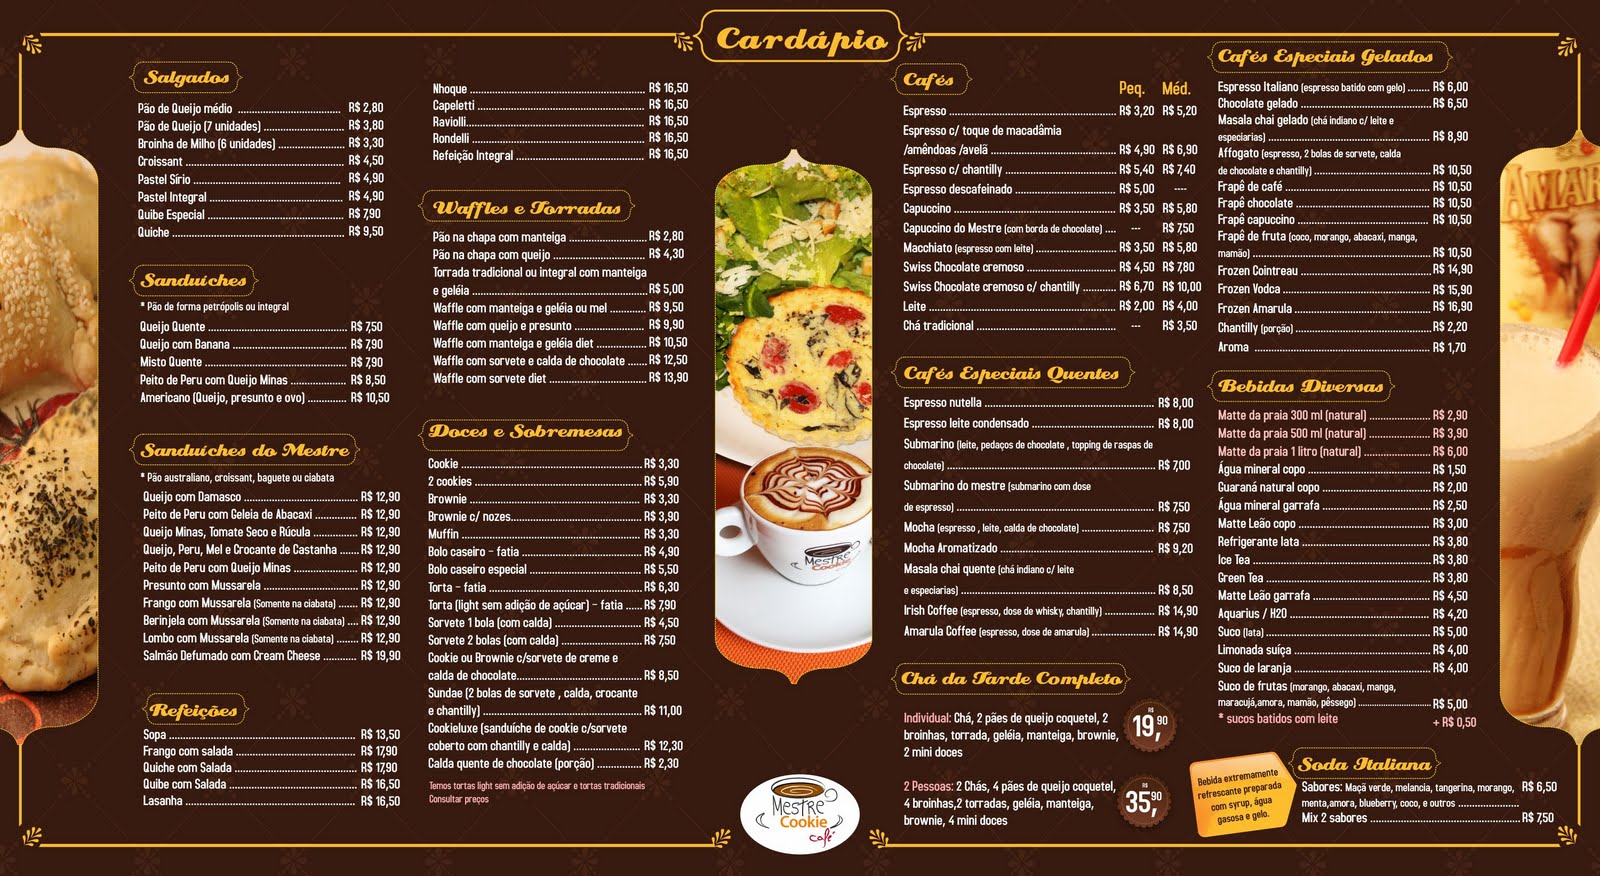 Cardápio
Salgados
Pão de Queijo médio R$ 2,80
Pão de Queijo (7 unidades) R$ 3,80
Broinha de Milho (6 unidades) R$ 3,30
Croissant R$ 4,50
Pastel Sírio R$ 4,90
Pastel Integral R$ 4,90
Quibe Especial R$ 7,90
Quiche R$ 9,50
Sanduíches
* Pão de forma petrópolis ou integral
Queijo Quente R$ 7,50
Queijo com Banana R$ 7,90
Misto Quente R$ 7,90
Peito de Peru com Queijo Minas R$ 8,50
Americano (Queijo, presunto e ovo) R$ 10,50
Sanduíches do Mestre
* Pão australiano, croissant, baguete ou ciabata
Queijo com Damasco R$ 12,90
Peito de Peru com Geleia de Abacaxi R$ 12,90
Queijo Minas, Tomate Seco e Rúcula R$ 12,90
Queijo, Peru, Mel e Crocante de Castanha R$ 12,90
Peito de Peru com Queijo Minas R$ 12,90
Presunto com Mussarela R$ 12,90
Frango com Mussarela (Somente na ciabata) R$ 12,90
Berinjela com Mussarela (Somente na ciabata) R$ 12,90
Lombo com Mussarela (Somente na ciabata) R$ 12,90
Salmão Defumado com Cream Cheese R$ 19,90
Refeições
Sopa R$ 13,50
Frango com salada R$ 17,90
Quiche com Salada R$ 17,90
Quibe com Salada R$ 16,50
Lasanha R$ 16,50
Nhoque R$ 16,50
Capeletti R$ 16,50
Raviolli R$ 16,50
Rondelli R$ 16,50
Refeição Integral R$ 16,50
Waffles e Torradas
Pão na chapa com manteiga R$ 2,80
Pão na chapa com queijo R$ 4,30
Torrada tradicional ou integral com manteiga
e geléia R$ 5,00
Waffle com manteiga e geléia ou mel R$ 9,50
Waffle com queijo e presunto R$ 9,90
Waffle com manteiga e geléia diet R$ 10,50
Waffle com sorvete e calda de chocolate R$ 12,50
Waffle com sorvete diet R$ 13,90
Doces e Sobremesas
Cookie R$ 3,30
2 cookies R$ 5,90
Brownie R$ 3,30
Brownie c/ nozes R$ 3,90
Muffin R$ 3,30
Bolo caseiro - fatia R$ 4,90
Bolo caseiro especial R$ 5,50
Torta - fatia R$ 6,30
Torta (light sem adição de açúcar) - fatia R$ 7,90
Sorvete 1 bola (com calda) R$ 4,50
Sorvete 2 bolas (com calda) R$ 7,50
Cookie ou Brownie c/sorvete de creme e
calda de chocolate R$ 8,50
Sundae (2 bolas de sorvete , calda, crocante
e chantilly) R$ 11,00
Cookieluxe (sanduíche de cookie c/sorvete
coberto com chantilly e calda) R$ 12,30
Calda quente de chocolate (porção) R$ 2,30
Temos tortas light sem adição de açucar e tortas tradicionais
Consultar preços
Mestre
Cookie
Mestre
Cookie
café
Cafés
Peq. Méd.
Espresso R$ 3,20 R$ 5,20
Espresso c/ toque de macadâmia
/amêndoas /avelã R$ 4,90 R$ 6,90
Espresso c/ chantilly R$ 5,40 R$ 7,40
Espresso descafeinado R$ 5,00 ----
Capuccino R$ 3,50 R$ 5,80
Capuccino do Mestre (com borda de chocolate) --- R$ 7,50
Macchiato (espresso com leite) R$ 3,50 R$ 5,80
Swiss Chocolate cremoso R$ 4,50 R$ 7,80
Swiss Chocolate cremoso c/ chantilly R$ 6,70 R$ 10,00
Leite R$ 2,00 R$ 4,00
Chá tradicional --- R$ 3,50
Cafés Especiais Quentes
Espresso nutella R$ 8,00
Espresso leite condensado R$ 8,00
Submarino (leite, pedaços de chocolate , topping de raspas de
chocolate) R$ 7,00
Submarino do mestre (submarino com dose
de espresso) R$ 7,50
Mocha (espresso , leite, calda de chocolate) R$ 7,50
Mocha Aromatizado R$ 9,20
Masala chai quente (chá indiano c/ leite
e especiarias) R$ 8,50
Irish Coffee (espresso, dose de whisky, chantilly) R$ 14,90
Amarula Coffee (espresso, dose de amarula) R$ 14,90
Chá da Tarde Completo
Individual: Chá, 2 pães de queijo coquetel, 2
broinhas, torrada, geléia, manteiga, brownie,
2 mini doces
R$ 19,90
2 Pessoas: 2 Chás, 4 pães de queijo coquetel,
4 broinhas,2 torradas, geléia, manteiga,
brownie, 4 mini doces
R$ 35,90
Cafés Especiais Gelados
Espresso Italiano (espresso batido com gelo) R$ 6,00
Chocolate gelado R$ 6,50
Masala chai gelado (chá indiano c/ leite e
especiarias) R$ 8,90
Affogato (espresso, 2 bolas de sorvete, calda
de chocolate e chantilly) R$ 10,50
Frapê de café R$ 10,50
Frapê chocolate R$ 10,50
Frapê capuccino R$ 10,50
Frapê de fruta (coco, morango, abacaxi, manga,
mamão) R$ 10,50
Frozen Cointreau R$ 14,90
Frozen Vodca R$ 15,90
Frozen Amarula R$ 16,90
Chantilly (porção) R$ 2,20
Aroma R$ 1,70
Bebidas Diversas
Matte da praia 300 ml (natural) R$ 2,90
Matte da praia 500 ml (natural) R$ 3,90
Matte da praia 1 litro (natural) R$ 6,00
Água mineral copo R$ 1,50
Guaraná natural copo R$ 2,00
Água mineral garrafa R$ 2,50
Matte Leão copo R$ 3,00
Refrigerante lata R$ 3,80
Ice Tea R$ 3,80
Green Tea R$ 3,80
Matte Leão garrafa R$ 4,50
Aquarius / H2O R$ 4,20
Suco (lata) R$ 5,00
Limonada suíça R$ 4,00
Suco de laranja R$ 4,00
Suco de frutas (morango, abacaxi, manga,
maracujá,amora, mamão, pêssego) R$ 5,00
* sucos batidos com leite + R$ 0,50
Bebida extremamente
refrescante preparada
com syrup, água
gasosa e gelo.
Soda Italiana
Sabores: Maçã verde, melancia, tangerina, morango, R$ 6,50
menta,amora, blueberry, coco, e outros
Mix 2 sabores R$ 7,50
AMAR